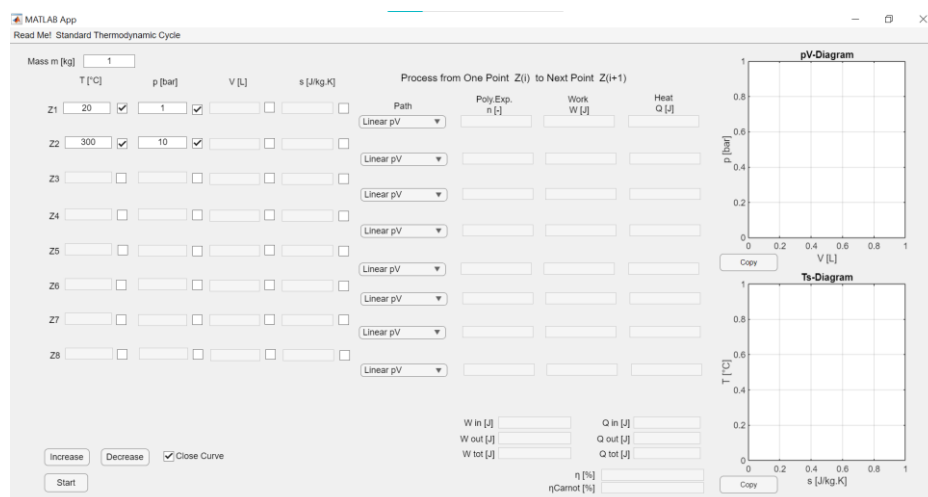 MATLAB App
Read Me! Standard Thermodynamic Cycle
Mass m [kg] 1
T [°C] p [bar] V [L] s [J/kg.K]
Process from One Point Z(i) to Next Point Z(i+1)
Path Poly.Exp. n [-] Work W [J] Heat Q [J]
Z1 20 1
Linear pV
Z2 300 10
Linear pV
Z3
Linear pV
Z4
Linear pV
Z5
Linear pV
Z6
Linear pV
Z7
Linear pV
Z8
Linear pV
W in [J] Q in [J]
W out [J] Q out [J]
W tot [J] Q tot [J]
η [%]
ηCarnot [%]
Increase Decrease Close Curve
Start
pV-Diagram
1
0.8
0.6
0.4
0.2
0
p [bar]
0 0.2 0.4 0.6 0.8 1
V [L]
Copy
Ts-Diagram
1
0.8
0.6
0.4
0.2
0
T [°C]
0 0.2 0.4 0.6 0.8 1
s [J/kg.K]
Copy